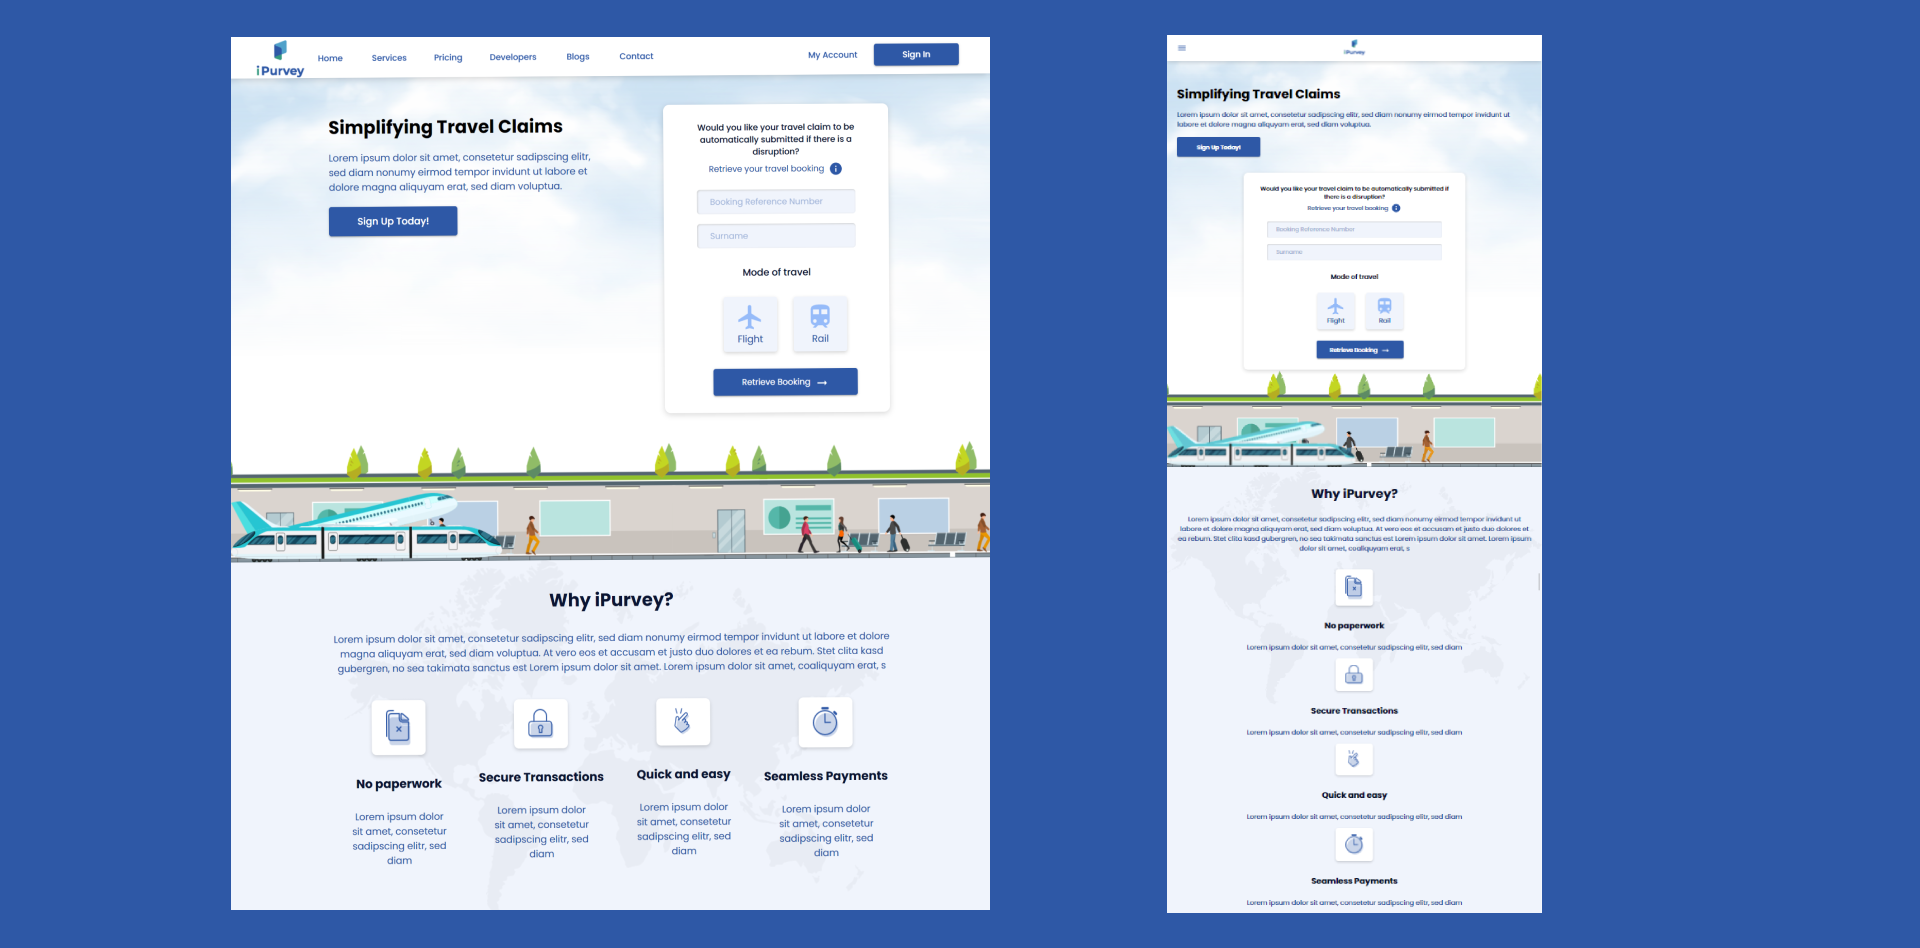 iPurvey
Home
Services
Pricing
Developers
Blogs
Contact
My Account
Sign In
Simplifying Travel Claims
Lorem ipsum dolor sit amet, consetetur sadipscing elitr,
sed diam nonumy eirmod tempor invidunt ut labore et
dolore magna aliquyam erat, sed diam voluptua.
Sign Up Today!
Would you like your travel claim to be
automatically submitted if there is a
disruption?
Retrieve your travel booking
Booking Reference Number
Surname
Mode of travel
Flight
Rail
Retrieve Booking →
Why iPurvey?
Lorem ipsum dolor sit amet, consetetur sadipscing elitr, sed diam nonumy eirmod tempor invidunt ut labore et dolore
magna aliquyam erat, sed diam voluptua. At vero eos et accusam et justo duo dolores et ea rebum. Stet clita kasd
gubergren, no sea takimata sanctus est Lorem ipsum dolor sit amet. Lorem ipsum dolor sit amet, coaliquyam erat, s
No paperwork
Lorem ipsum dolor
sit amet, consetetur
sadipscing elitr, sed
diam
Secure Transactions
Lorem ipsum dolor
sit amet, consetetur
sadipscing elitr, sed
diam
Quick and easy
Lorem ipsum dolor
sit amet, consetetur
sadipscing elitr, sed
diam
Seamless Payments
Lorem ipsum dolor
sit amet, consetetur
sadipscing elitr, sed
diam
iPurvey
Simplifying Travel Claims
Lorem ipsum dolor sit amet, consetetur sadipscing elitr, sed diam nonumy eirmod tempor invidunt ut
labore et dolore magna aliquyam erat, sed diam voluptua.
Sign Up Today!
Would you like your travel claim to be automatically submitted if
there is a disruption?
Retrieve your travel booking
Booking Reference Number
Surname
Mode of travel
Flight
Rail
Retrieve Booking →
Why iPurvey?
Lorem ipsum dolor sit amet, consetetur sadipscing elitr, sed diam nonumy eirmod tempor invidunt ut
labore et dolore magna aliquyam erat, sed diam voluptua. At vero eos et accusam et justo duo dolores et
ea rebum. Stet clita kasd gubergren, no sea takimata sanctus est Lorem ipsum dolor sit amet. Lorem ipsum
dolor sit amet, coaliquyam erat, s
No paperwork
Lorem ipsum dolor sit amet, consetetur sadipscing elitr, sed diam
Secure Transactions
Lorem ipsum dolor sit amet, consetetur sadipscing elitr, sed diam
Quick and easy
Lorem ipsum dolor sit amet, consetetur sadipscing elitr, sed diam
Seamless Payments
Lorem ipsum dolor sit amet, consetetur sadipscing elitr, sed diam